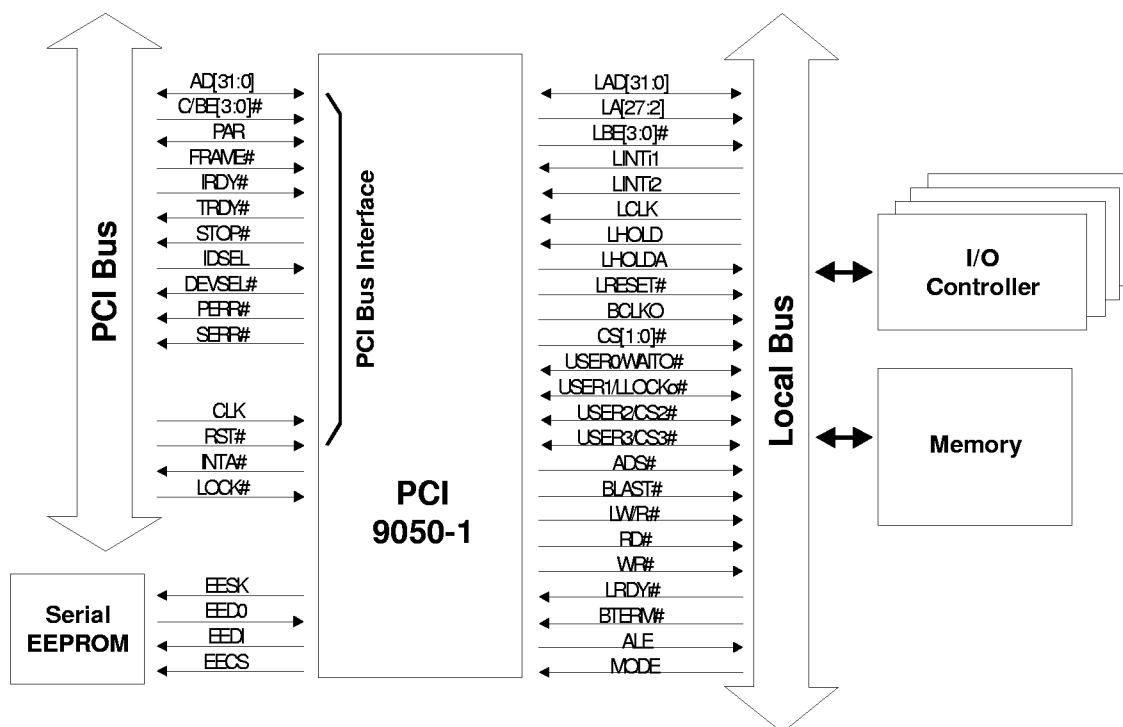 PCI Bus
AD[31:0]
C/BE[3:0]#
PAR
FRAME#
IRDY#
TRDY#
STOP#
IDSEL
DEVSEL#
PERR#
SERR#
CLK
RST#
INTA#
LOCK#
Serial
EEPROM
EESK
EED0
EEDI
EECS
PCI Bus Interface
PCI
9050-1
LAD[31:0]
LA[27:2]
LBE[3:0]#
LINTi1
LINTi2
LCLK
LHOLD
LHOLDA
LRESET#
BCLKO
CS[1:0]#
USER0/WAITO#
USER1/LLOCKo#
USER2/CS2#
USER3/CS3#
ADS#
BLAST#
LW/R#
RD#
WR#
LRDYi#
BTERM#
ALE
MODE
Local Bus
I/O
Controller
Memory